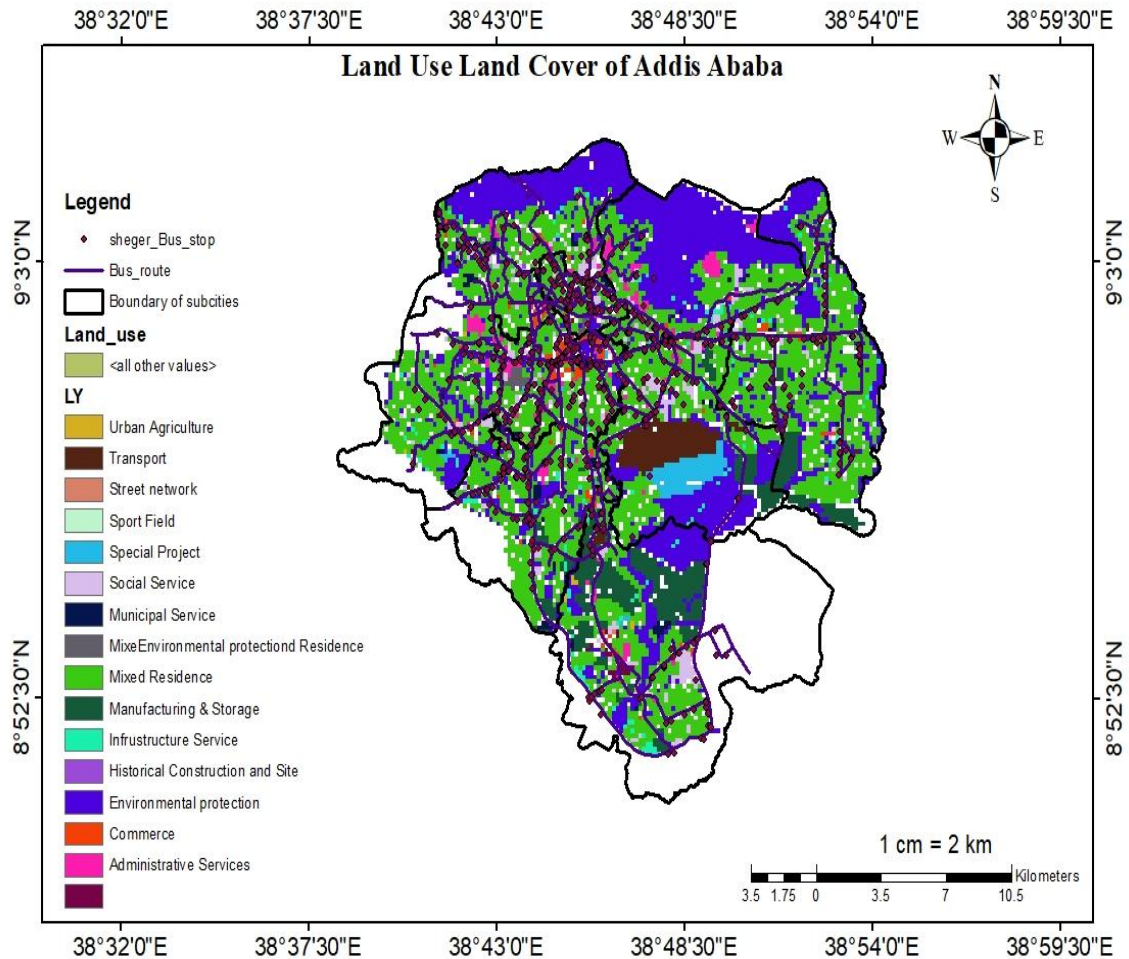 38°32'0"E 38°37'30"E 38°43'0"E 38°48'30"E 38°54'0"E 38°59'30"E
Land Use Land Cover of Addis Ababa
N
W E
S
Legend
sheger_Bus_stop
Bus_route
Boundary of subcities
Land_use
<all other values>
LY
Urban Agriculture
Transport
Street network
Sport Field
Special Project
Social Service
Municipal Service
MixeEnvironmental protectiond Residence
Mixed Residence
Manufacturing & Storage
Infrustructure Service
Historical Construction and Site
Environmental protection
Commerce
Administrative Services
9°3'0"N
8°52'30"N
9°3'0"N
8°52'30"N
1 cm = 2 km
Kilometers
3.5 1.75 0 3.5 7 10.5
38°32'0"E 38°37'30"E 38°43'0"E 38°48'30"E 38°54'0"E 38°59'30"E